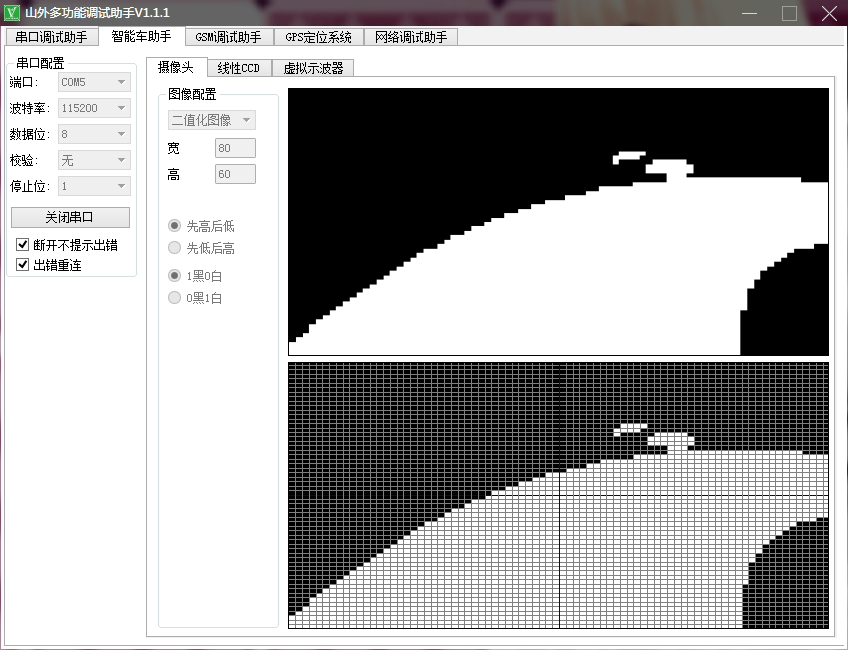 山外多功能调试助手V1.1.1
串口调试助手 智能车助手 GSM调试助手 GPS定位系统 网络调试助手
串口配置
端口: COM5
波特率: 115200
数据位: 8
校验: 无
停止位: 1
关闭串口
断开不提示出错
出错重连
摄像头 线性CCD 虚拟示波器
图像配置
二值化图像
宽 80
高 60
先高后低
先低后高
1黑0白
0黑1白